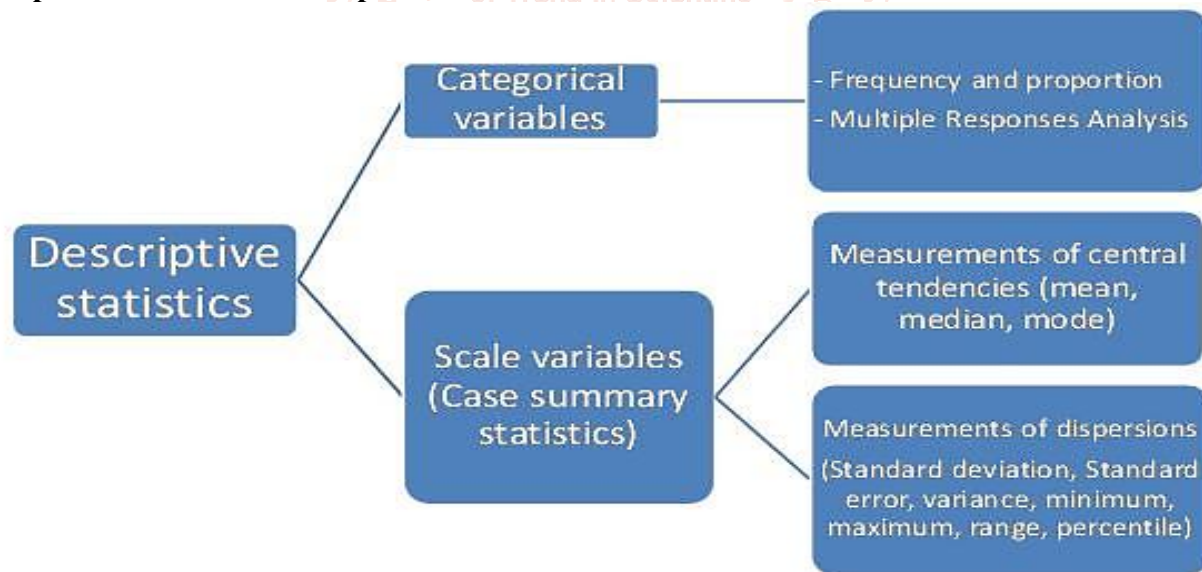 Categorical
variables
- Frequency and proportion
- Multiple Responses Analysis
Descriptive
statistics
Scale variables
(Case summary
statistics)
Measurements of central
tendencies (mean,
median, mode)
Measurements of dispersions
(Standard deviation, Standard
error, variance, minimum,
maximum, range, percentile)